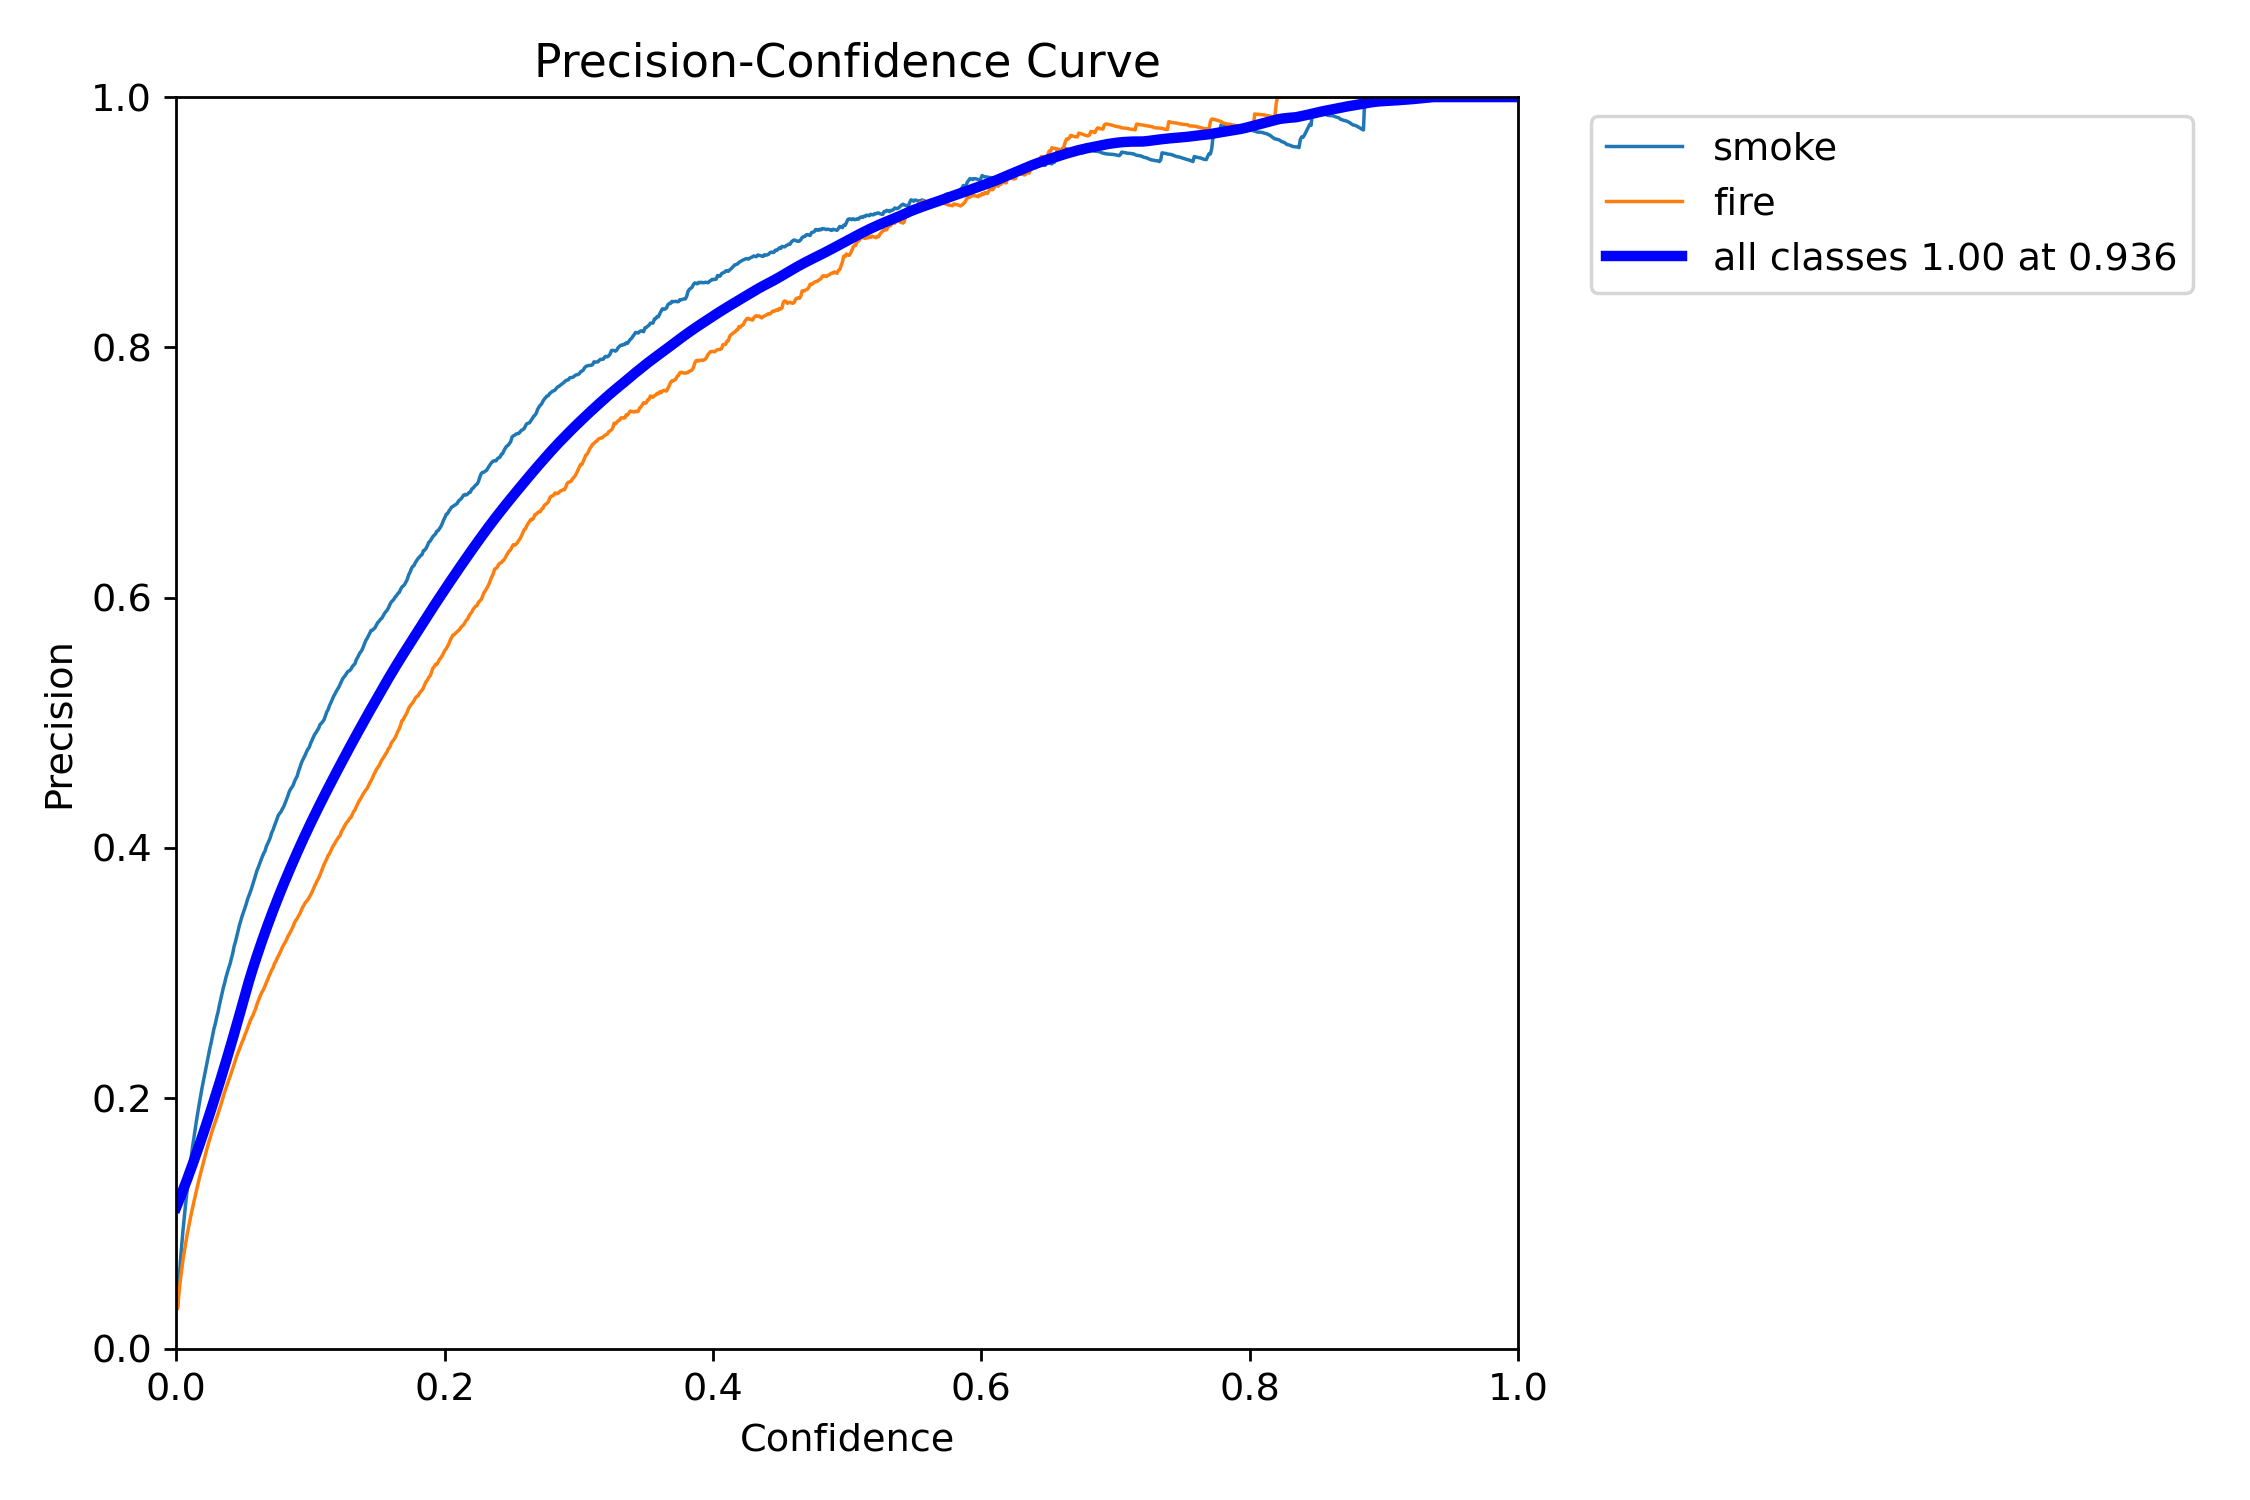 Precision-Confidence Curve
smoke
fire
all classes 1.00 at 0.936
Precision
1.0
0.8
0.6
0.4
0.2
0.0
0.0 0.2 0.4 0.6 0.8 1.0
Confidence